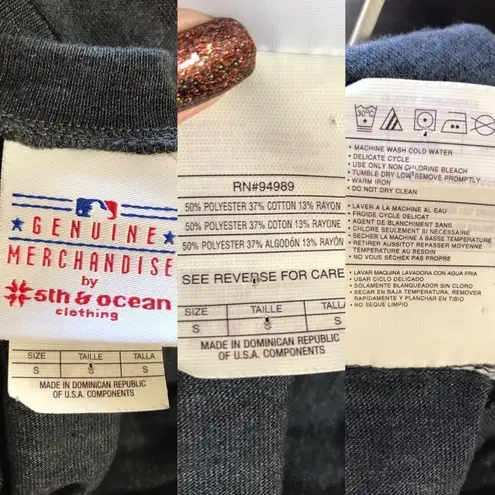 GENUINE
MERCHANDISE
by
5th & ocean
clothing
SIZE TAILLE TALLA
S S S
MADE IN DOMINICAN REPUBLIC
OF U.S.A. COMPONENTS
RN#94989
50% POLYESTER 37% COTTON 13% RAYON
50% POLYESTER 37% COTON 13% RAYONE
50% POLYESTER 37% ALGODÓN 13% RAYÓN
SEE REVERSE FOR CARE
SIZE TAILLE TALL
S S S
MADE IN DOMINICAN REPUBLIC
OF U.S.A. COMPONENTS
30°C
• MACHINE WASH COLD WATER
• DELICATE CYCLE
• USE ONLY NON CHLORINE BLEACH
• TUMBLE DRY LOW REMOVE PROMPTLY
• WARM IRON
• DO NOT DRY CLEAN
• LAVER A LA MACHINE AL EAU
• FROIDE CYCLE DELICAT
• AGENT DE BLANCHIMENT SANS
• CHLORE SEULEMENT SI NECESSAIRE
• SECHER LA MACHINE A BASSE TEMPERATURE
• RETIRER AUSSITOT REPASSER MOYENNE
TEMPERATURE AU BESOIN
• NO VOUS SÉCHEX PAS PROPRE
• LAVAR MAQUINA LAVADORA CON AGUA FRIA
• USAR CICLO DELICADO
• SOLAMENTE BLANQUEADOR SIN CLORO
• SECAR EN BAJA TEMPERATURA, REMOVER
RAPIDAMENTE Y PLANCHAR EN TIBIO
• NO SEQUE LIMPIO